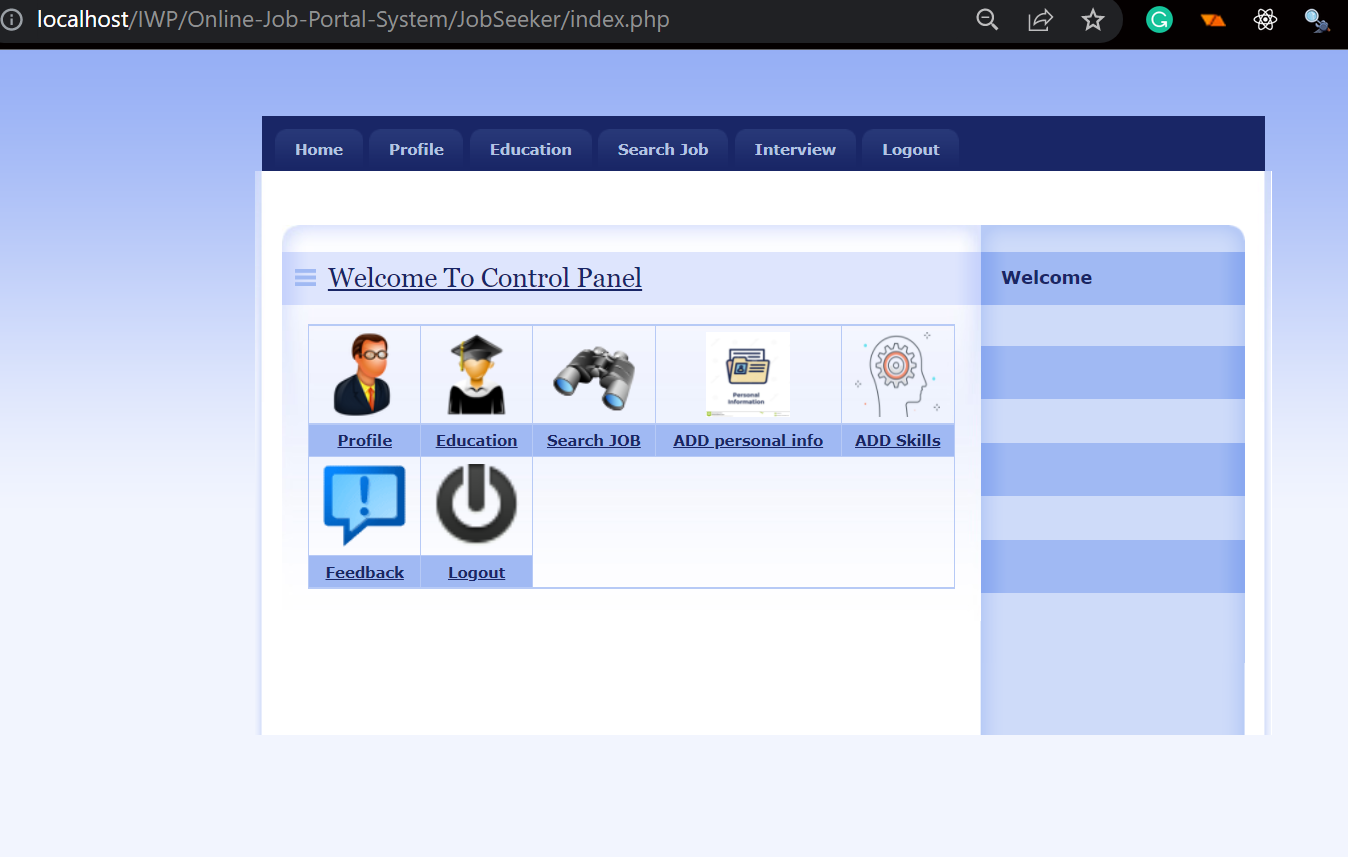 localhost/IWP/Online-Job-Portal-System/JobSeeker/index.php
Home Profile Education Search Job Interview Logout
Welcome To Control Panel
Welcome
Personal
Information
Profile Education Search JOB ADD personal info ADD Skills
Feedback Logout